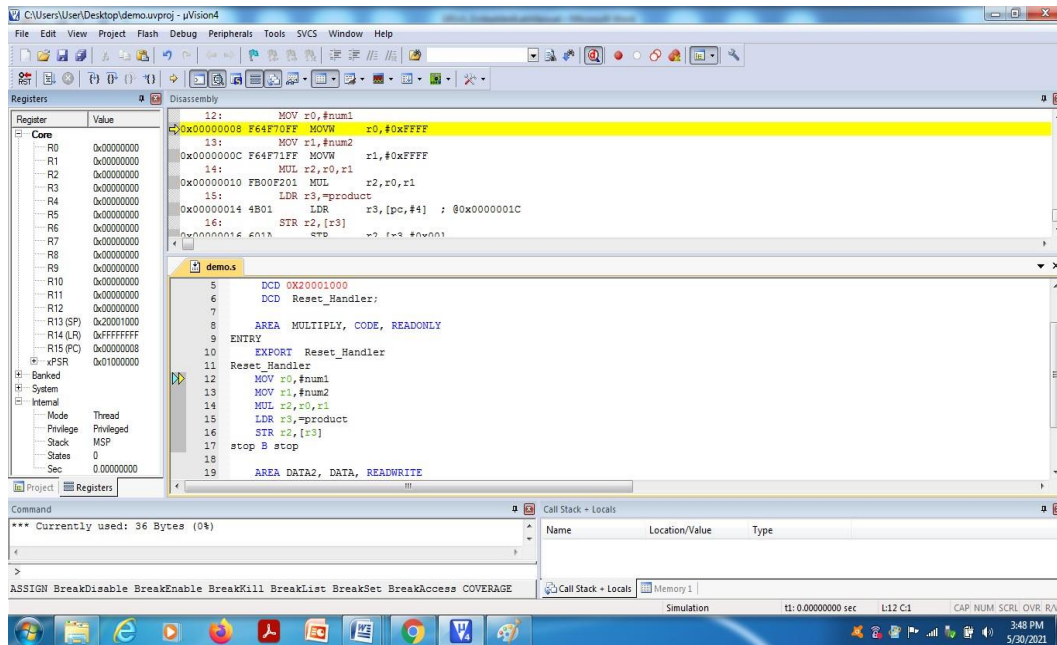 C:\Users\User\Desktop\demo.uvproj - µVision4
File Edit View Project Flash Debug Peripherals Tools SVCS Window Help
Registers
Register Value
Core
R0 0x00000000
R1 0x00000000
R2 0x00000000
R3 0x00000000
R4 0x00000000
R5 0x00000000
R6 0x00000000
R7 0x00000000
R8 0x00000000
R9 0x00000000
R10 0x00000000
R11 0x00000000
R12 0x00000000
R13 (SP) 0x20001000
R14 (LR) 0xFFFFFFFF
R15 (PC) 0x00000008
xPSR 0x01000000
Banked
System
Internal
Mode Thread
Privilege Privileged
Stack MSP
States 0
Sec 0.00000000
Project Registers
Disassembly
12: MOV r0,#num1
0x00000008 F64F70FF MOVW r0,#0xFFFF
13: MOV r1,#num2
0x0000000C F64F71FF MOVW r1,#0xFFFF
14: MUL r2,r0,r1
0x00000010 FB00F201 MUL r2,r0,r1
15: LDR r3,=product
0x00000014 4B01 LDR r3,[pc,#4] ; @0x0000001C
16: STR r2,[r3]
0x00000016 601A STR r2,[r3,#0x00]
demo.s
5 DCD 0X20001000
6 DCD Reset_Handler;
7
8 AREA MULTIPLY, CODE, READONLY
9 ENTRY
10 EXPORT Reset_Handler
11 Reset_Handler
12 MOV r0,#num1
13 MOV r1,#num2
14 MUL r2,r0,r1
15 LDR r3,=product
16 STR r2,[r3]
17 stop B stop
18
19 AREA DATA2, DATA, READWRITE
Command
*** Currently used: 36 Bytes (0%)
>
ASSIGN BreakDisable BreakEnable BreakKill BreakList BreakSet BreakAccess COVERAGE
Call Stack + Locals
Name Location/Value Type
Call Stack + Locals Memory 1
Simulation t1: 0.00000000 sec L:12 C:1 CAP NUM SCRL OVR R/W
3:48 PM
5/30/2021